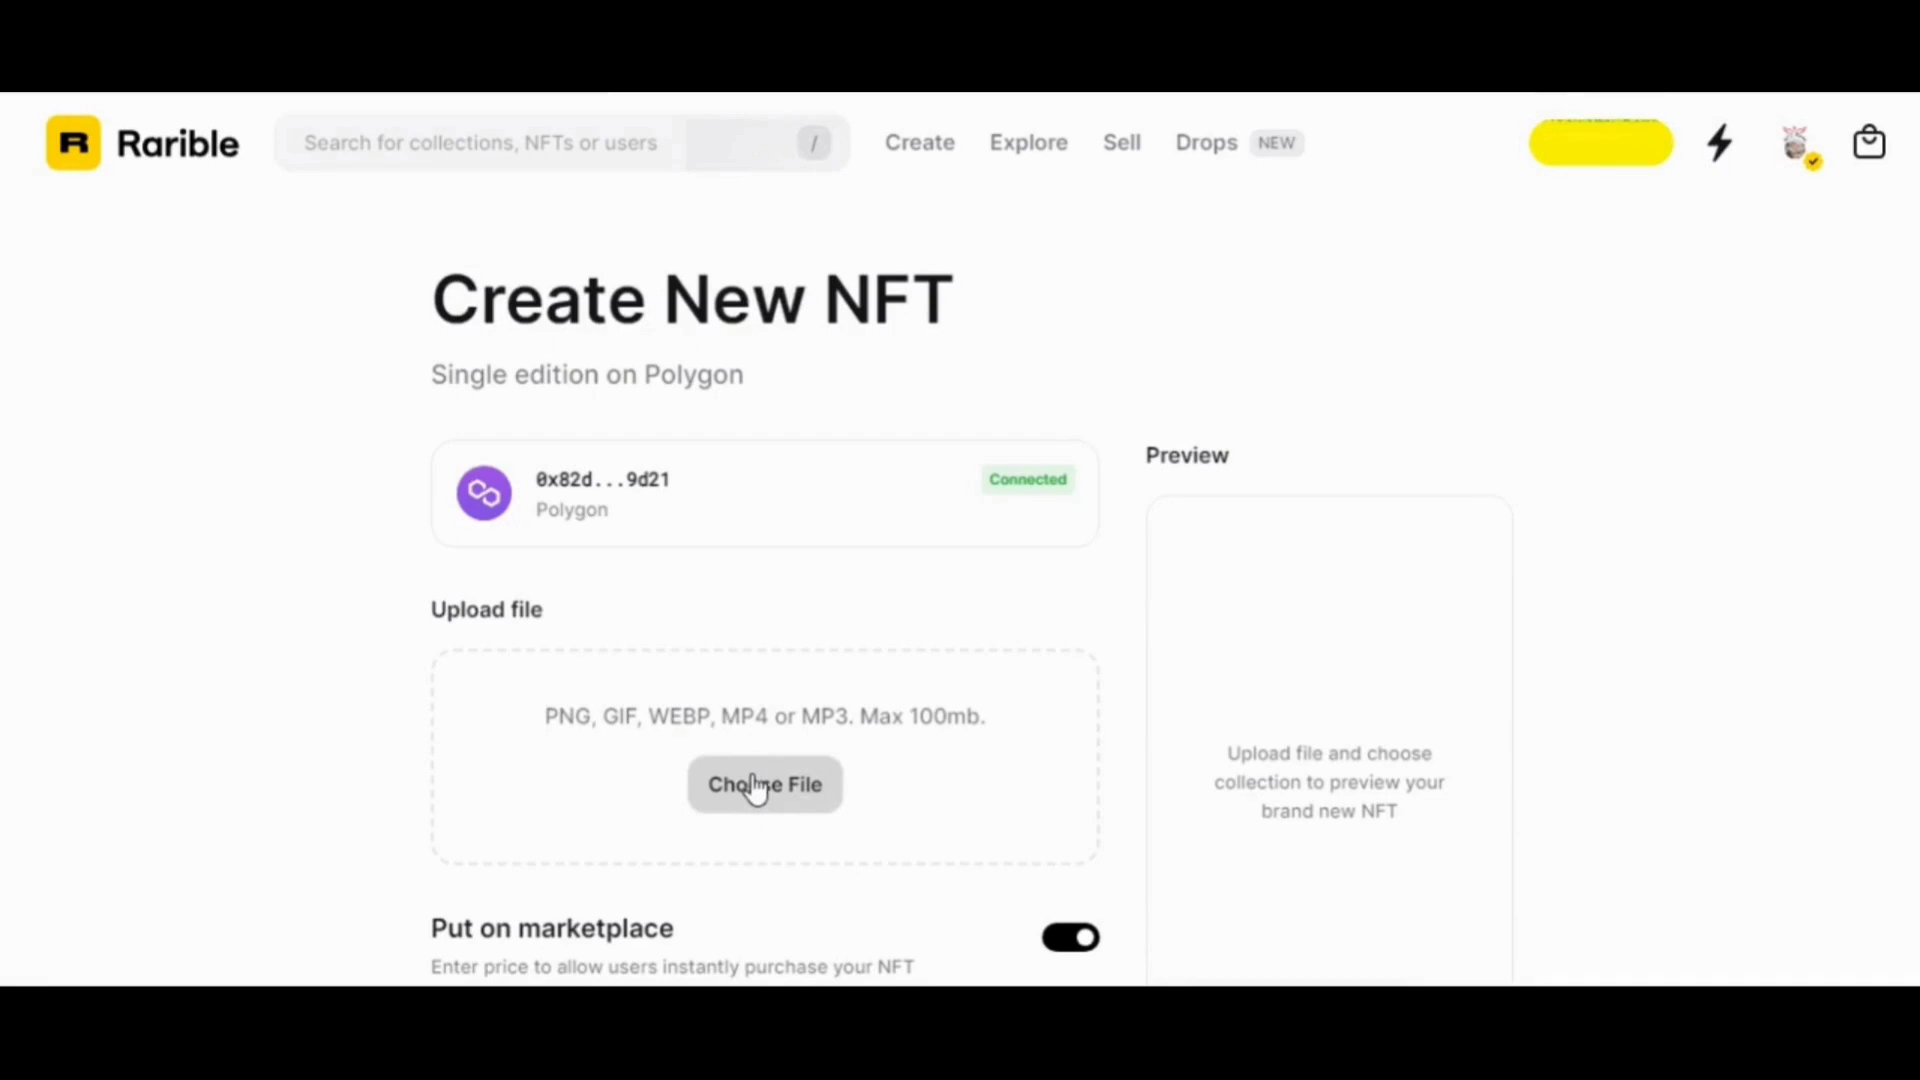 R Rarible
Search for collections, NFTs or users /
Create Explore Sell Drops NEW
Create New NFT
Single edition on Polygon
0x82d...9d21
Connected
Polygon
Preview
Upload file
PNG, GIF, WEBP, MP4 or MP3. Max 100mb.
Choose File
Upload file and choose
collection to preview your
brand new NFT
Put on marketplace
Enter price to allow users instantly purchase your NFT